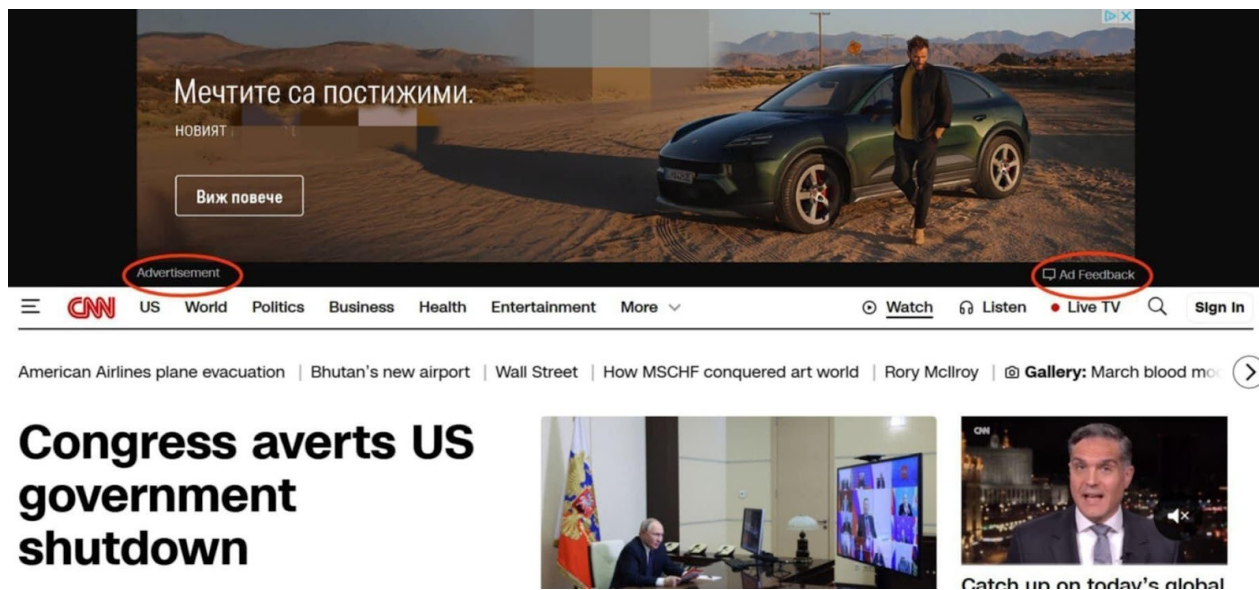 Мечтите са постижими.
НОВИЯТ
Виж повече
Advertisement
Ad Feedback
CNN US World Politics Business Health Entertainment More Watch Listen Live TV Sign In
American Airlines plane evacuation | Bhutan's new airport | Wall Street | How MSCHF conquered art world | Rory McIlroy | Gallery: March blood
Congress averts US
government
shutdown
CNN
Catch up on today's global